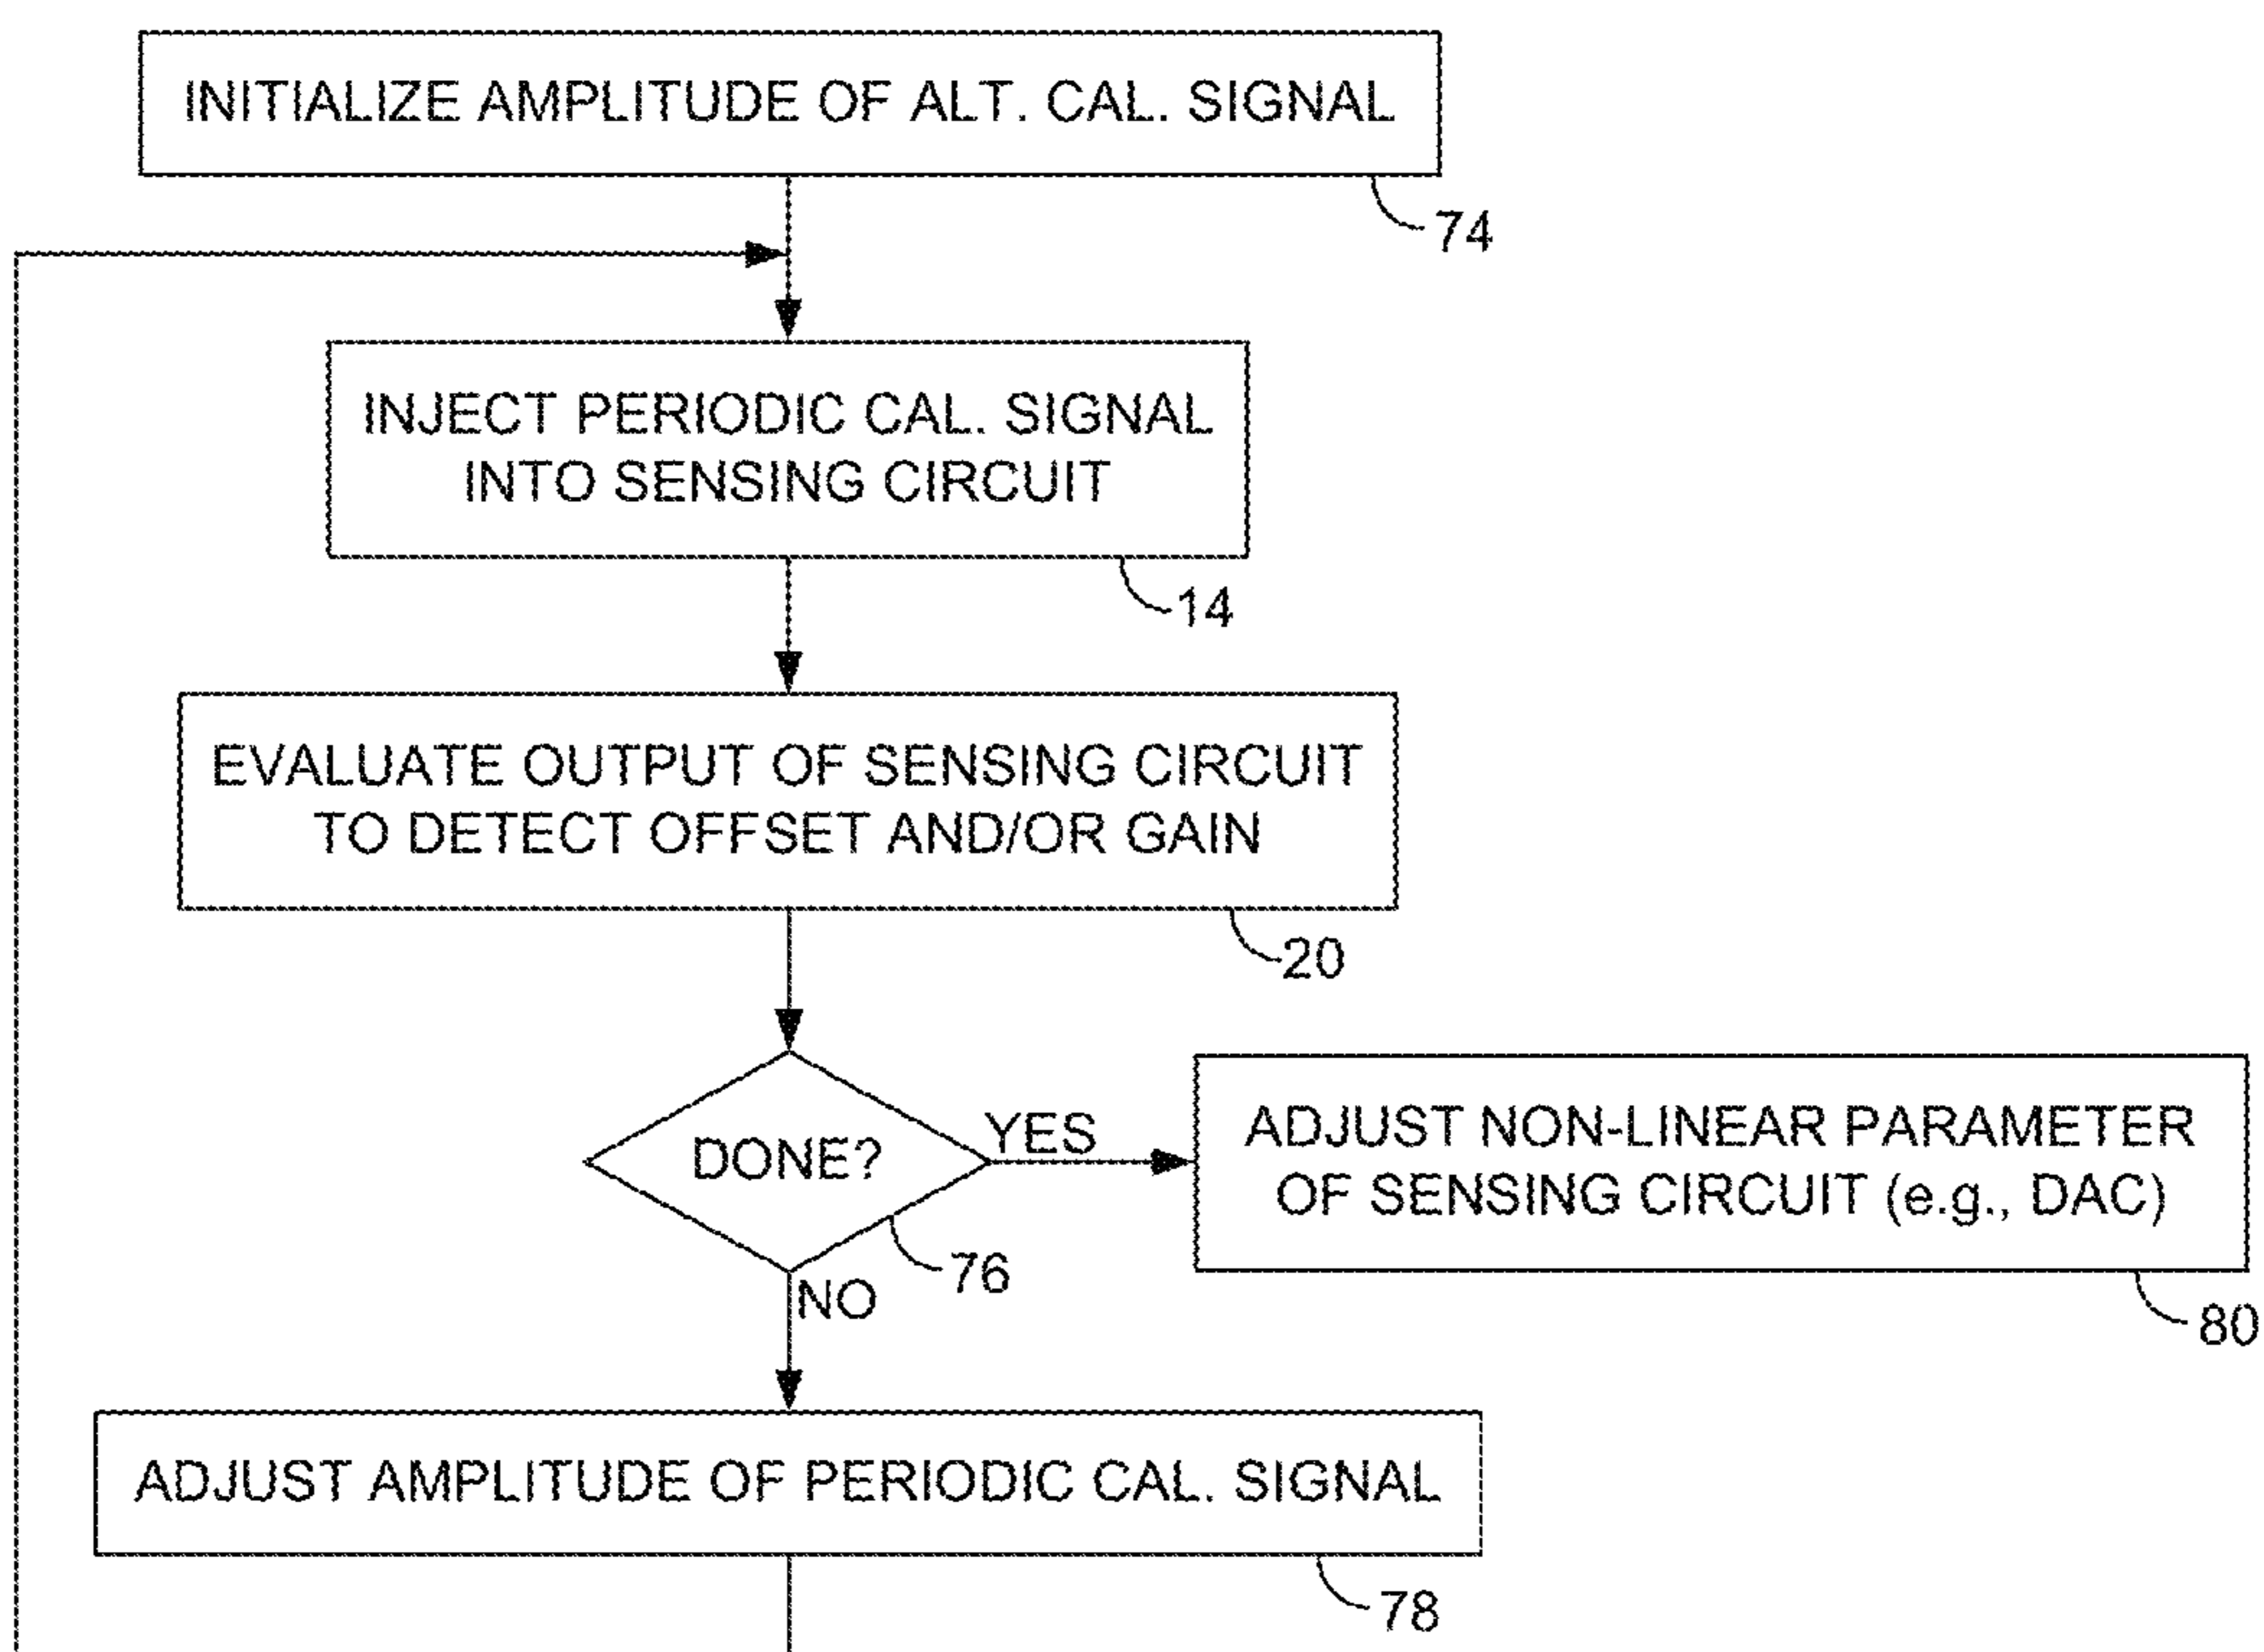 INITIALIZE AMPLITUDE OF ALT. CAL. SIGNAL
74
INJECT PERIODIC CAL. SIGNAL
INTO SENSING CIRCUIT
14
EVALUATE OUTPUT OF SENSING CIRCUIT
TO DETECT OFFSET AND/OR GAIN
20
DONE?
YES
76
NO
ADJUST NON-LINEAR PARAMETER
OF SENSING CIRCUIT (e.g., DAC)
80
ADJUST AMPLITUDE OF PERIODIC CAL. SIGNAL
78